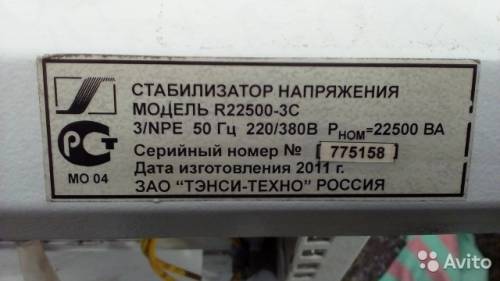 СТАБИЛИЗАТОР НАПРЯЖЕНИЯ
МОДЕЛЬ R22500-3С
3/NPE 50 Гц 220/380В Pном=22500 ВА
Серийный номер № 775158
Дата изготовления 2011 г.
ЗАО "ТЭНСИ-ТЕХНО" РОССИЯ
РСТ
МО 04
Avito